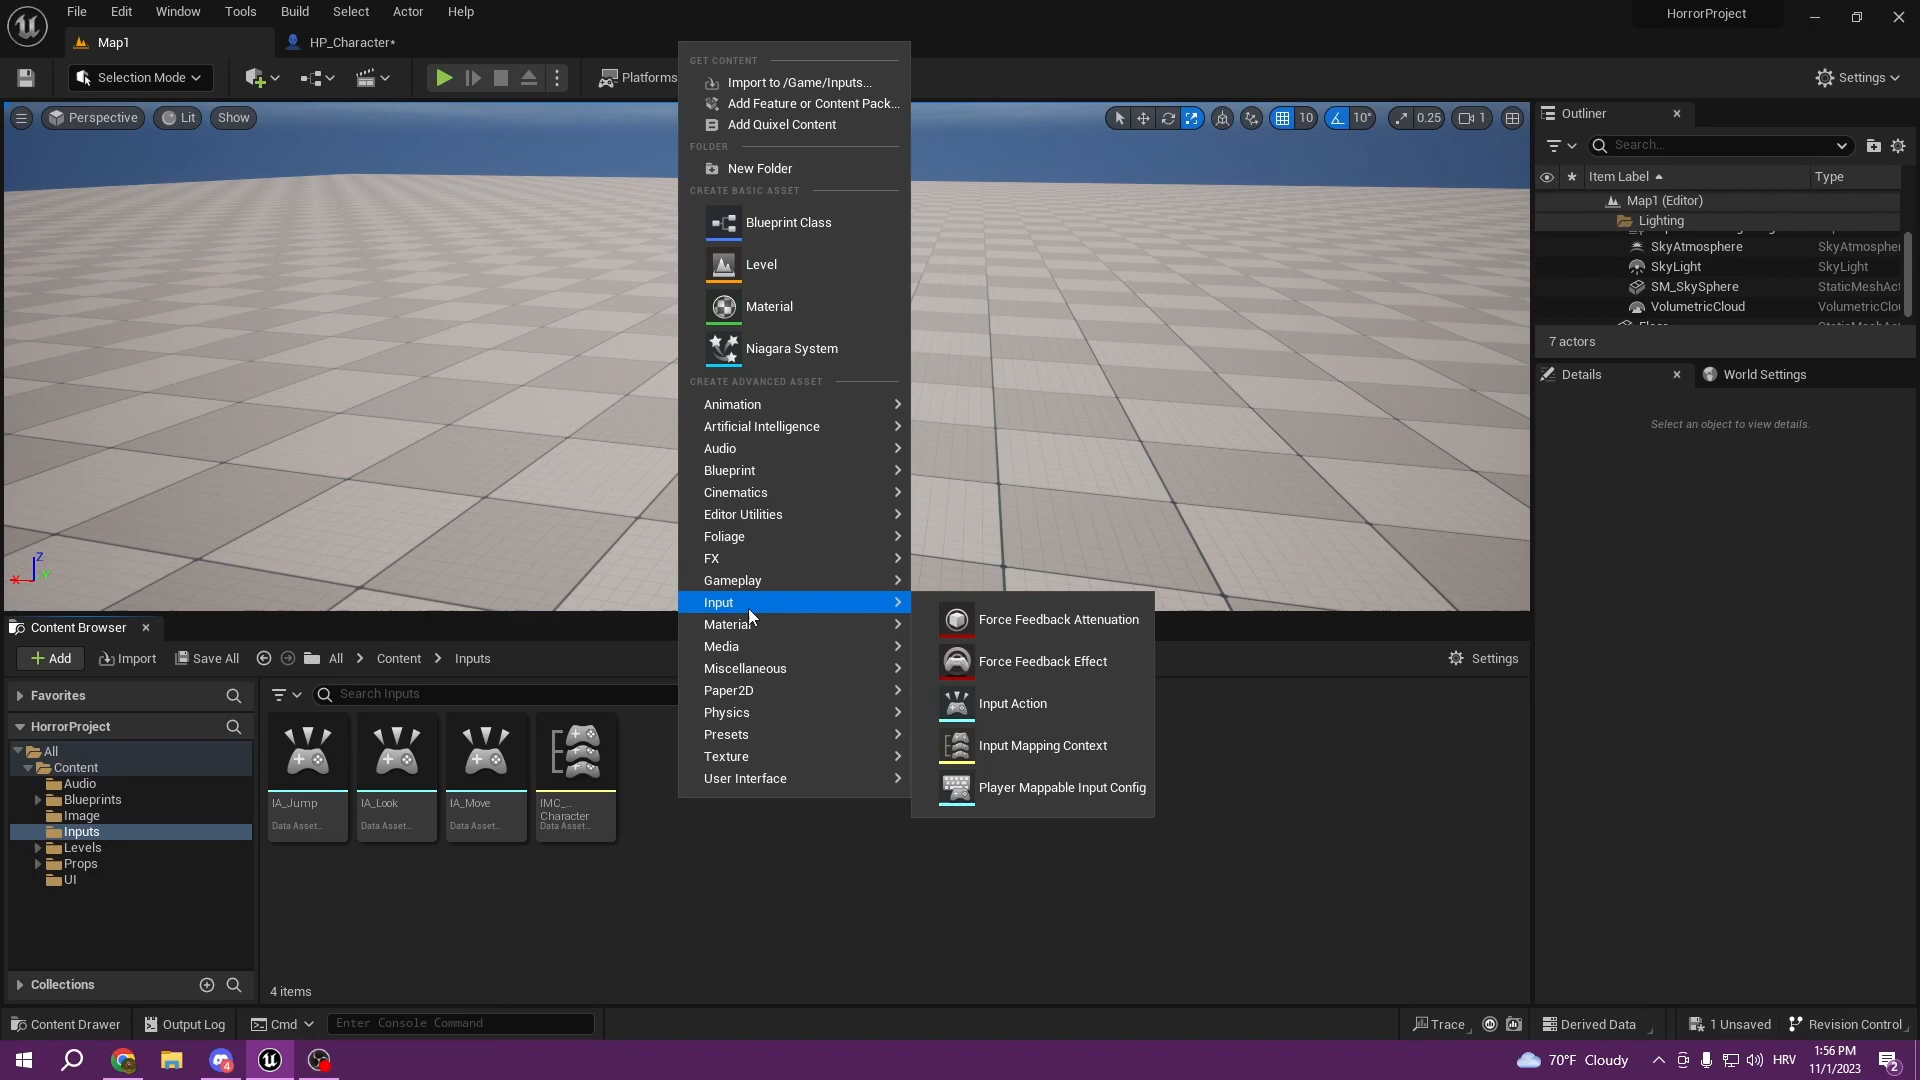 File Edit Window Tools Build Select Actor Help
HorrorProject
Map1
HP_Character*
Selection Mode
Platforms
Settings
Perspective
Lit
Show
10
10°
0.25
1
GET CONTENT
Import to /Game/Inputs...
Add Feature or Content Pack...
Add Quixel Content
FOLDER
New Folder
CREATE BASIC ASSET
Blueprint Class
Level
Material
Niagara System
CREATE ADVANCED ASSET
Animation
Artificial Intelligence
Audio
Blueprint
Cinematics
Editor Utilities
Foliage
FX
Gameplay
Input
Material
Media
Miscellaneous
Paper2D
Physics
Presets
Texture
User Interface
Force Feedback Attenuation
Force Feedback Effect
Input Action
Input Mapping Context
Player Mappable Input Config
Outliner
Search...
Item Label
Type
Map1 (Editor)
Lighting
SkyAtmosphere
SkyAtmospher
SkyLight
SkyLight
SM_SkySphere
StaticMeshAct
VolumetricCloud
VolumetricClou
7 actors
Details
World Settings
Select an object to view details.
Z
X
Y
Content Browser
Add
Import
Save All
All
Content
Inputs
Settings
Favorites
HorrorProject
All
Content
Audio
Blueprints
Image
Inputs
Levels
Props
UI
Collections
Search Inputs
IA_Jump
Data Asset...
IA_Look
Data Asset...
IA_Move
Data Asset...
IMC_...
Character
Data Asset...
4 items
Content Drawer
Output Log
Cmd
Enter Console Command
Trace
Derived Data
1 Unsaved
Revision Control
4
70°F Cloudy
HRV
1:56 PM
11/1/2023
2